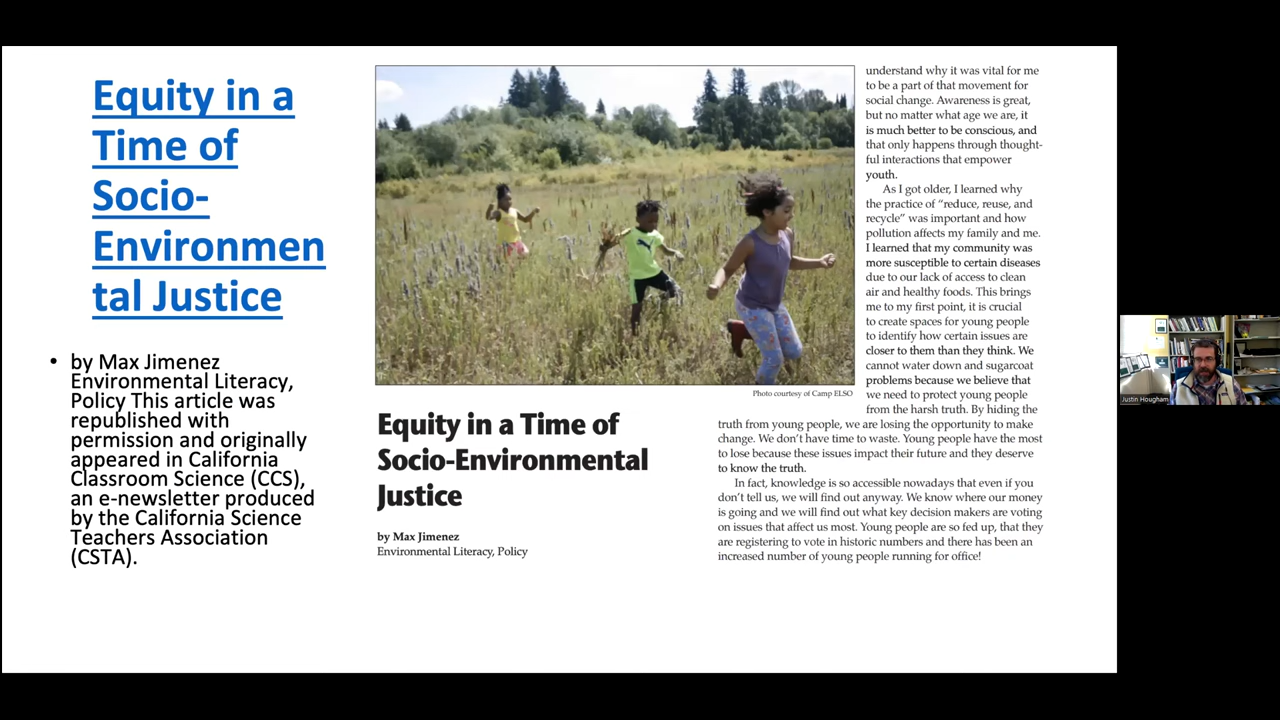 Equity in a
Time of
Socio-
Environmen
tal Justice
• by Max Jimenez
Environmental Literacy,
Policy This article was
republished with
permission and originally
appeared in California
Classroom Science (CCS),
an e-newsletter produced
by the California Science
Teachers Association
(CSTA).
Photo courtesy of Camp ELSO
Equity in a Time of
Socio-Environmental
Justice
by Max Jimenez
Environmental Literacy, Policy
understand why it was vital for me
to be a part of that movement for
social change. Awareness is great,
but no matter what age we are, it
is much better to be conscious, and
that only happens through thought-
ful interactions that empower
youth.
As I got older, I learned why
the practice of “reduce, reuse, and
recycle” was important and how
pollution affects my family and me.
I learned that my community was
more susceptible to certain diseases
due to our lack of access to clean
air and healthy foods. This brings
me to my first point, it is crucial
to create spaces for young people
to identify how certain issues are
closer to them than they think. We
cannot water down and sugarcoat
problems because we believe that
we need to protect young people
from the harsh truth. By hiding the
truth from young people, we are losing the opportunity to make
change. We don’t have time to waste. Young people have the most
to lose because these issues impact their future and they deserve
to know the truth.
In fact, knowledge is so accessible nowadays that even if you
don’t tell us, we will find out anyway. We know where our money
is going and we will find out what key decision makers are voting
on issues that affect us most. Young people are so fed up, that they
are registering to vote in historic numbers and there has been an
increased number of young people running for office!
Justin Hougham